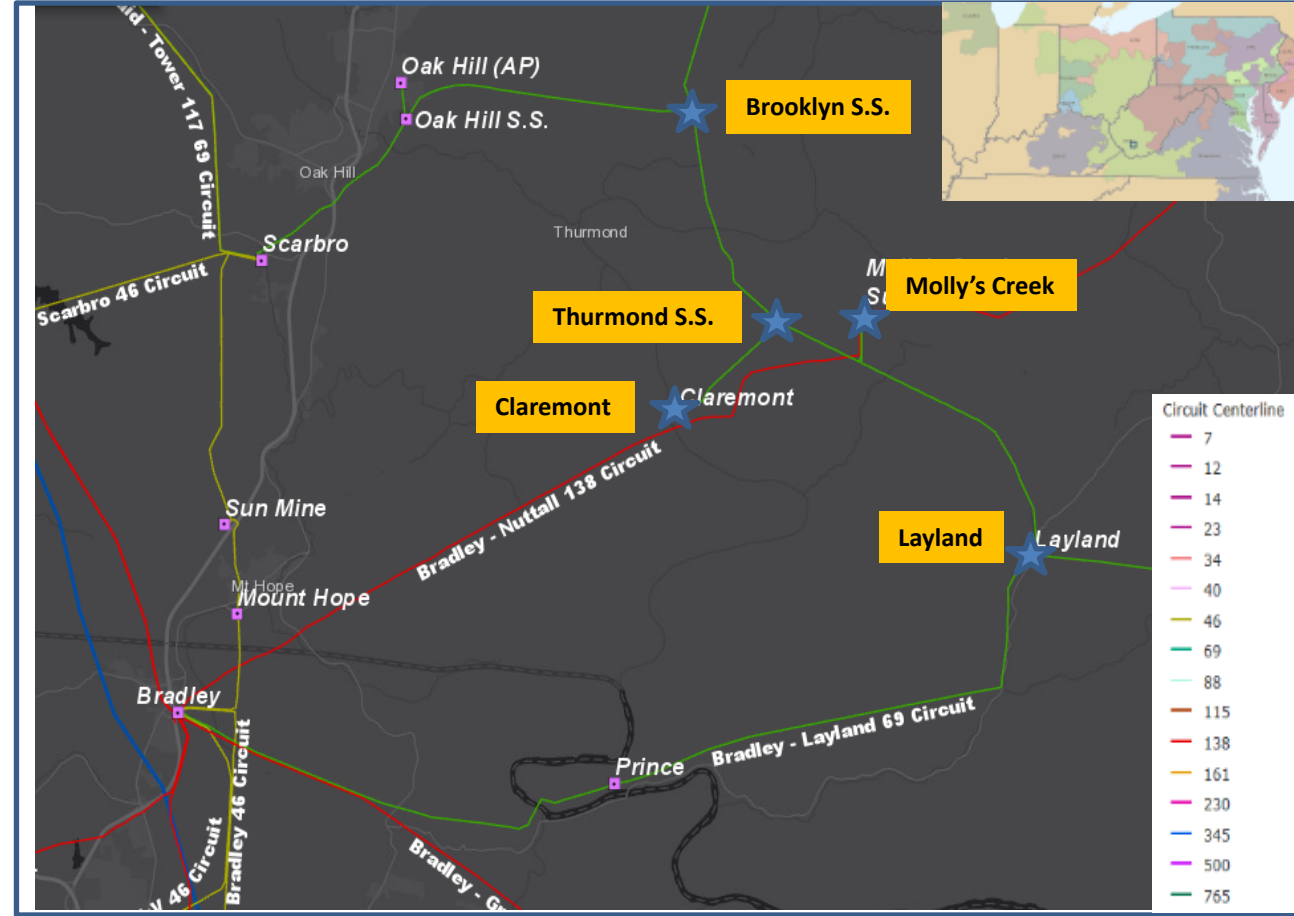 id - Tower 117 69 Circuit
Oak Hill (AP)
Oak Hill S.S.
Brooklyn S.S.
Oak Hill
Thurmond
Scarbro
Scarbro 46 Circuit
Molly's Creek
Thurmond S.S.
Claremont
Claremont
Bradley - Nuttall 138 Circuit
Sun Mine
Mt Hope
Mount Hope
Layland
Layland
Bradley
Bradley - Layland 69 Circuit
Prince
Bradley 46 Circuit
y 46 Circuit
Bradley - Gr
Circuit Centerline
7
12
14
23
34
40
46
69
88
115
138
161
230
345
500
765